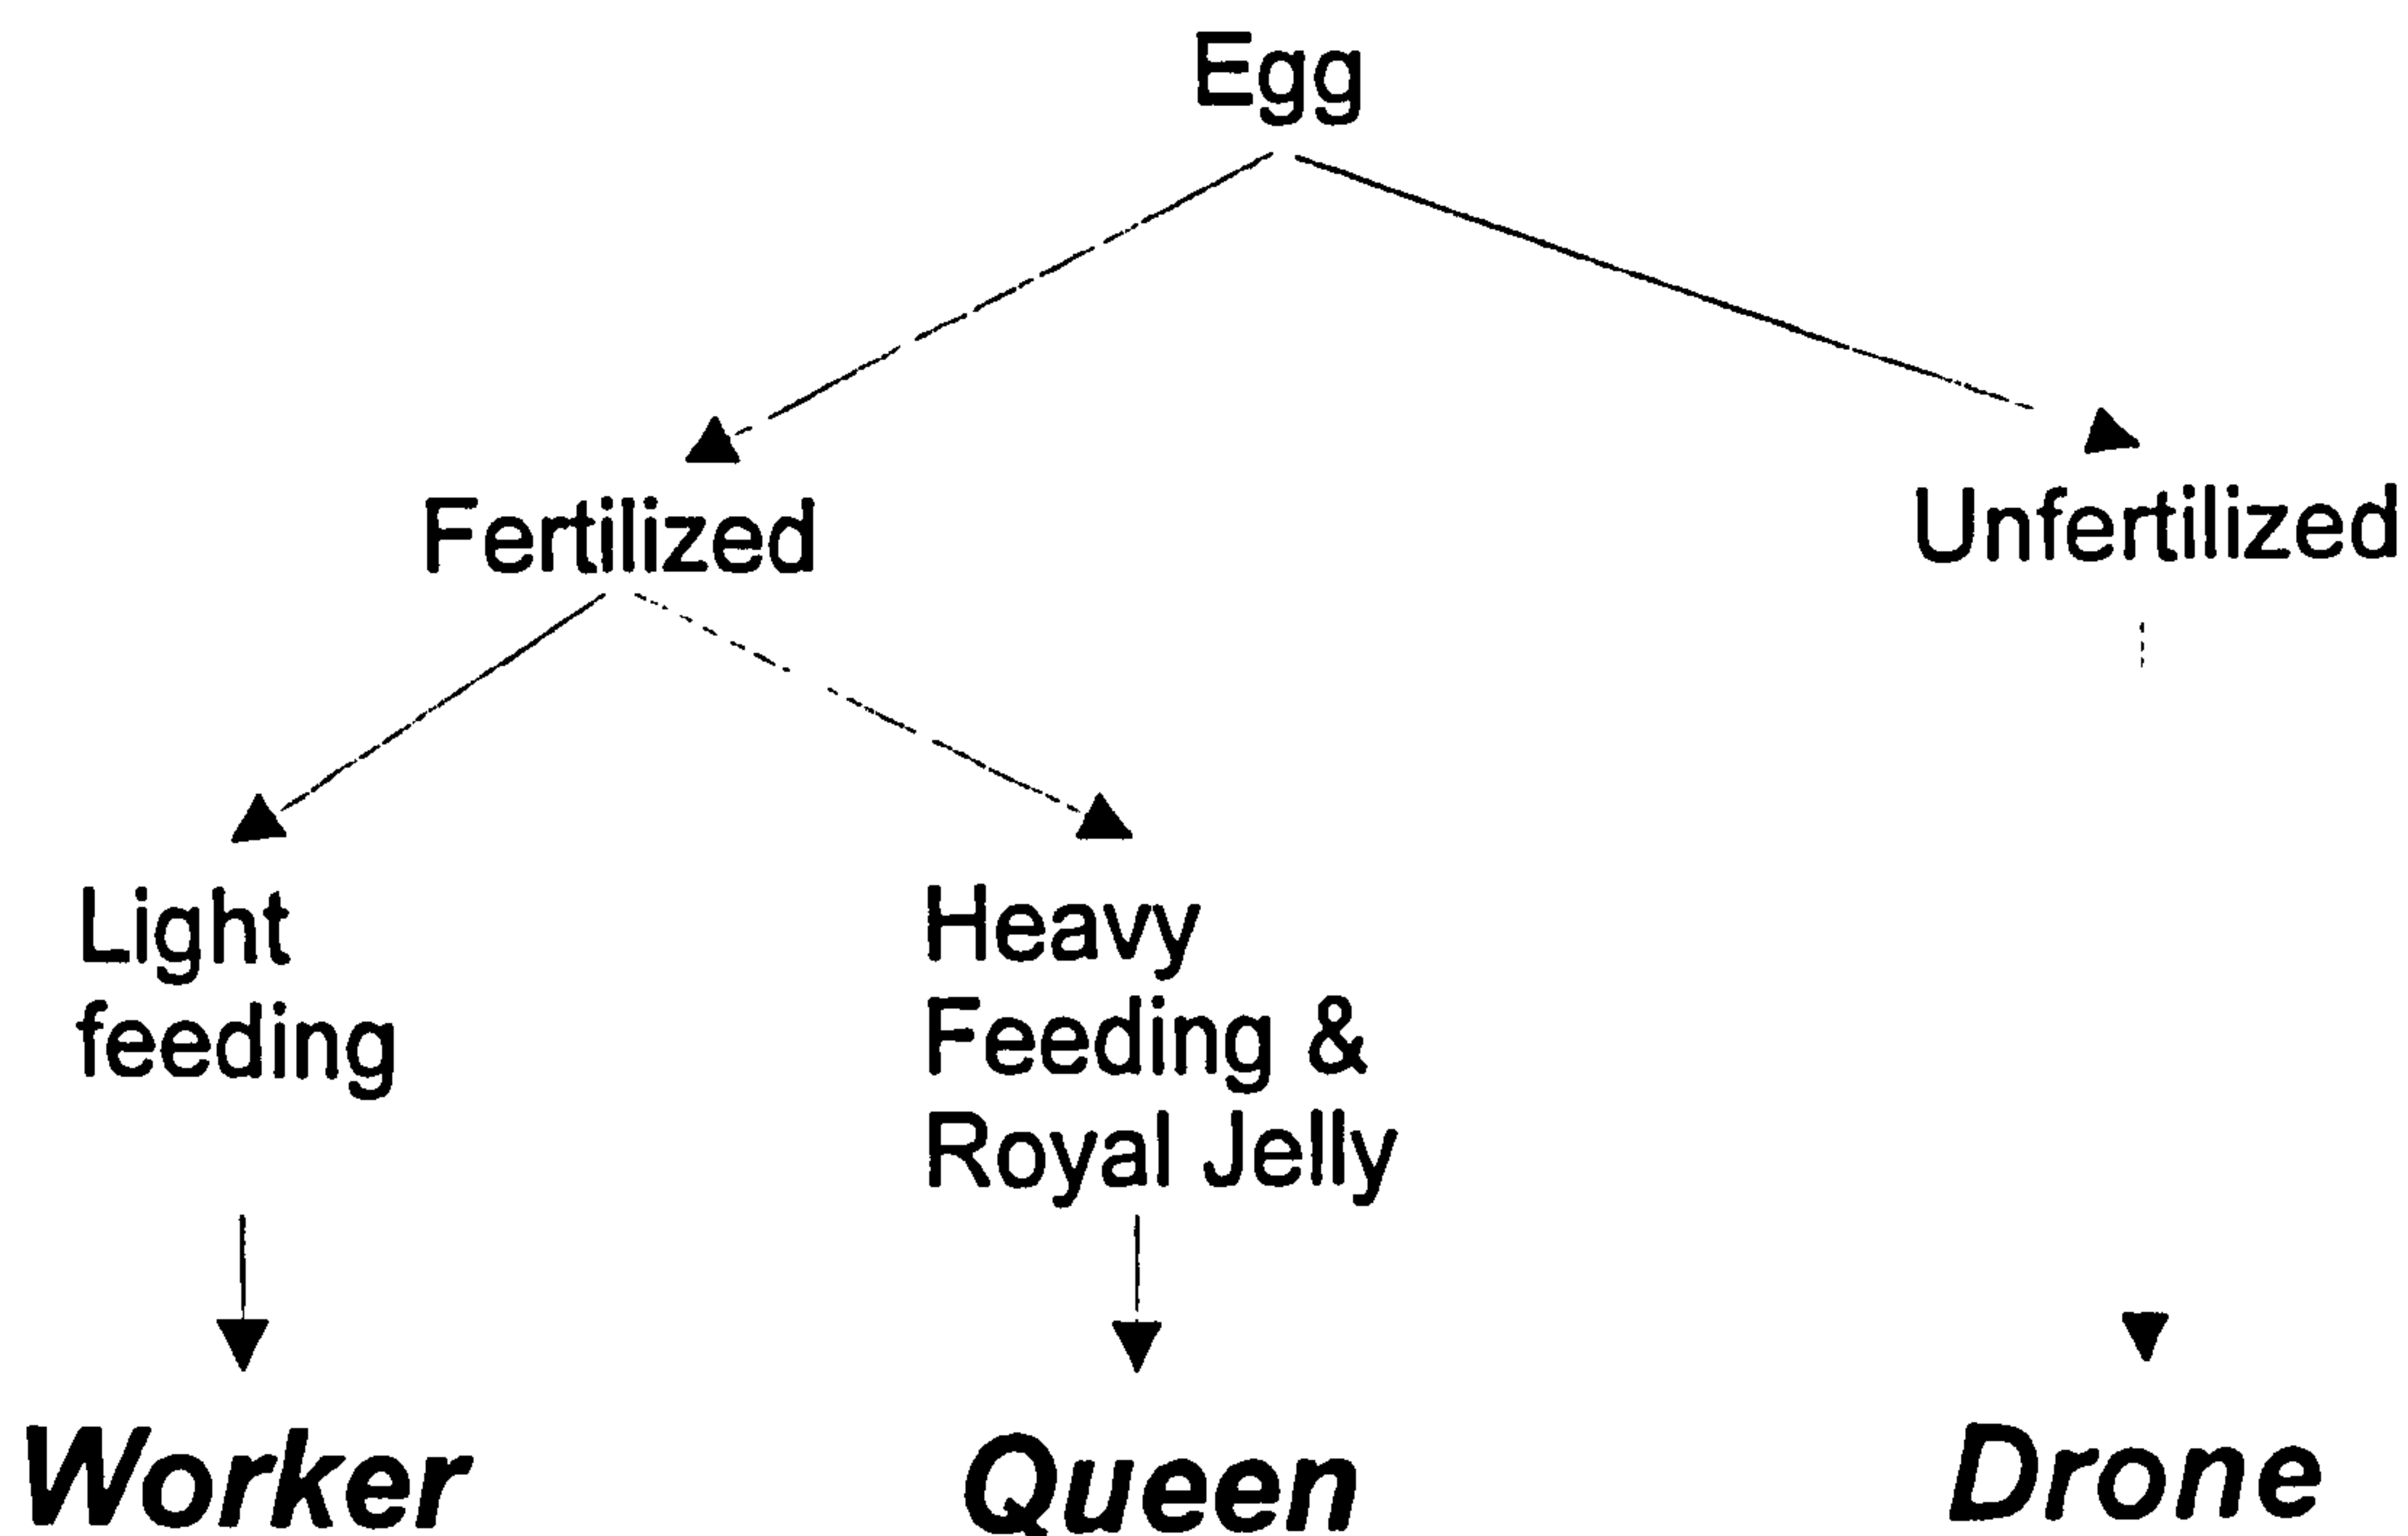 Egg
Fertilized
Unfertilized
Light
feeding
Heavy
Feeding &
Royal Jelly
Worker
Queen
Drone